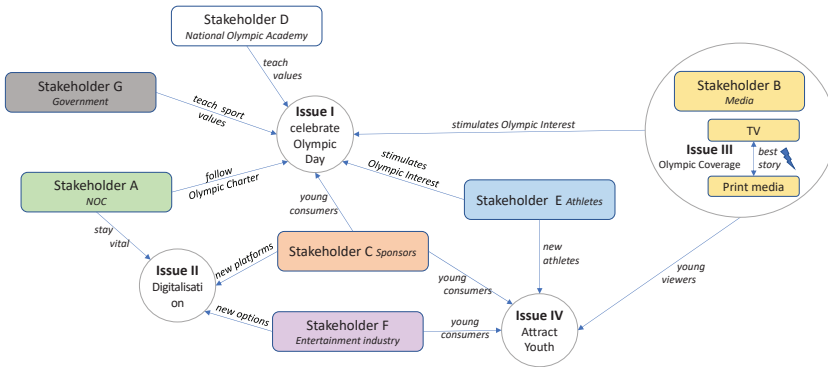 Stakeholder D
National Olympic Academy
teach
values
Stakeholder G
Government
teach sport
values
Issue I
celebrate
Olympic
Day
stimulates Olympic Interest
Stakeholder B
Media
TV
Issue III
Olympic Coverage
best
story
Print media
Stakeholder A
NOC
follow
Olympic Charter
stimulates
Olympic Interest
Stakeholder E Athletes
stay
vital
young
consumers
Issue II
Digitalisati
on
new platforms
Stakeholder C Sponsors
young
consumers
new
athletes
young
viewers
new options
Stakeholder F
Entertainment industry
young
consumers
Issue IV
Attract
Youth